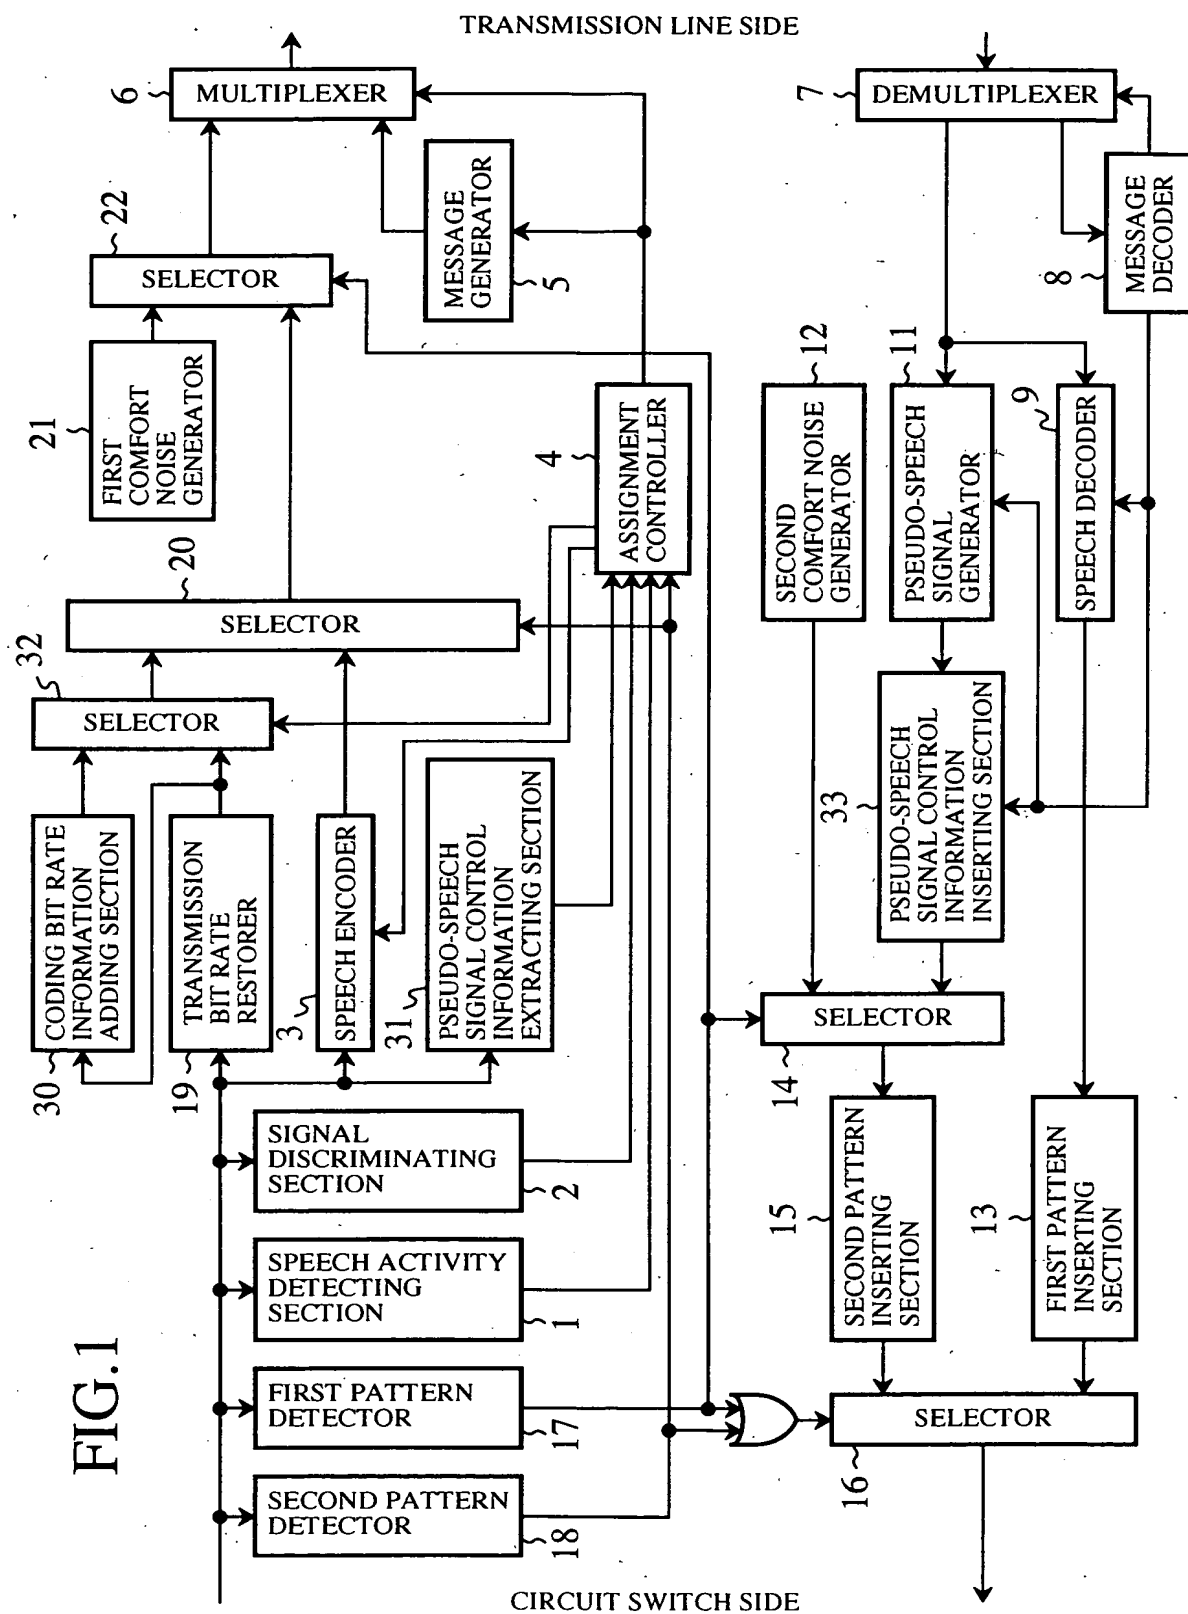 TRANSMISSION LINE SIDE
6
MULTIPLEXER
7
DEMULTIPLEXER
MESSAGE
GENERATOR
5
MESSAGE
DECODER
8
22
SELECTOR
21
FIRST
COMFORT
NOISE
GENERATOR
4
ASSIGNMENT
CONTROLLER
12
SECOND
COMFORT NOISE
GENERATOR
11
PSEUDO-SPEECH
SIGNAL
GENERATOR
9
SPEECH DECODER
20
SELECTOR
32
SELECTOR
33
PSEUDO-SPEECH
SIGNAL CONTROL
INFORMATION
INSERTING SECTION
30
CODING BIT RATE
INFORMATION
ADDING SECTION
19
TRANSMISSION
BIT RATE
RESTORER
3
SPEECH ENCODER
31
PSEUDO-SPEECH
SIGNAL CONTROL
INFORMATION
EXTRACTING SECTION
14
SELECTOR
SIGNAL
DISCRIMINATING
SECTION
2
15
SECOND PATTERN
INSERTING
SECTION
13
FIRST PATTERN
INSERTING
SECTION
SPEECH ACTIVITY
DETECTING
SECTION
1
FIG.1
FIRST PATTERN
DETECTOR
17
SELECTOR
16
SECOND PATTERN
DETECTOR
18
CIRCUIT SWITCH SIDE